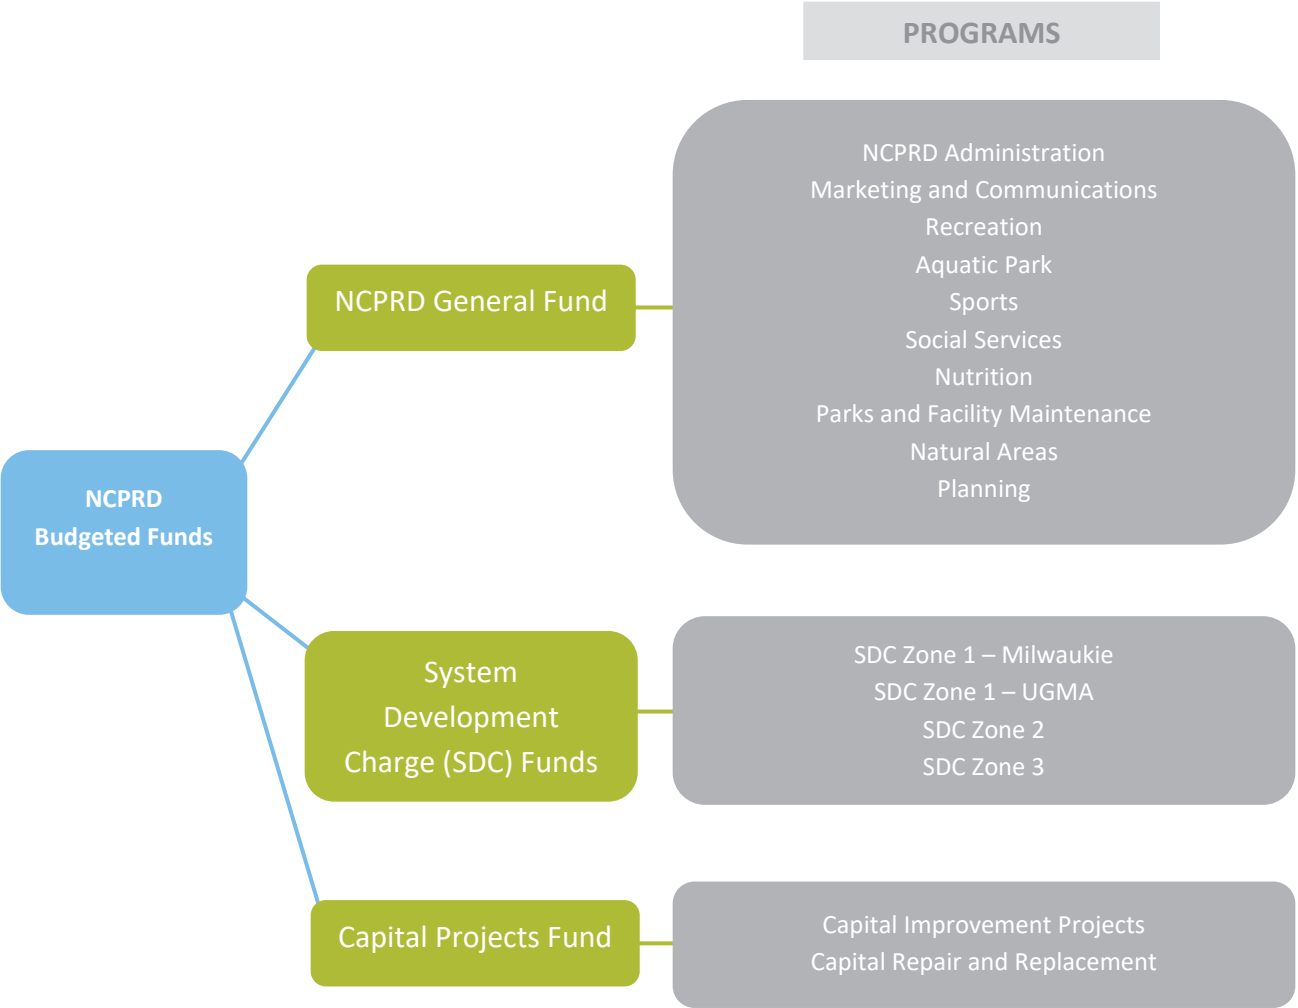 PROGRAMS
NCPRD Administration
Marketing and Communications
Recreation
Aquatic Park
Sports
Social Services
Nutrition
Parks and Facility Maintenance
Natural Areas
Planning
NCPRD General Fund
NCPRD
Budgeted Funds
System
Development
Charge (SDC) Funds
SDC Zone 1 – Milwaukie
SDC Zone 1 – UGMA
SDC Zone 2
SDC Zone 3
Capital Projects Fund
Capital Improvement Projects
Capital Repair and Replacement